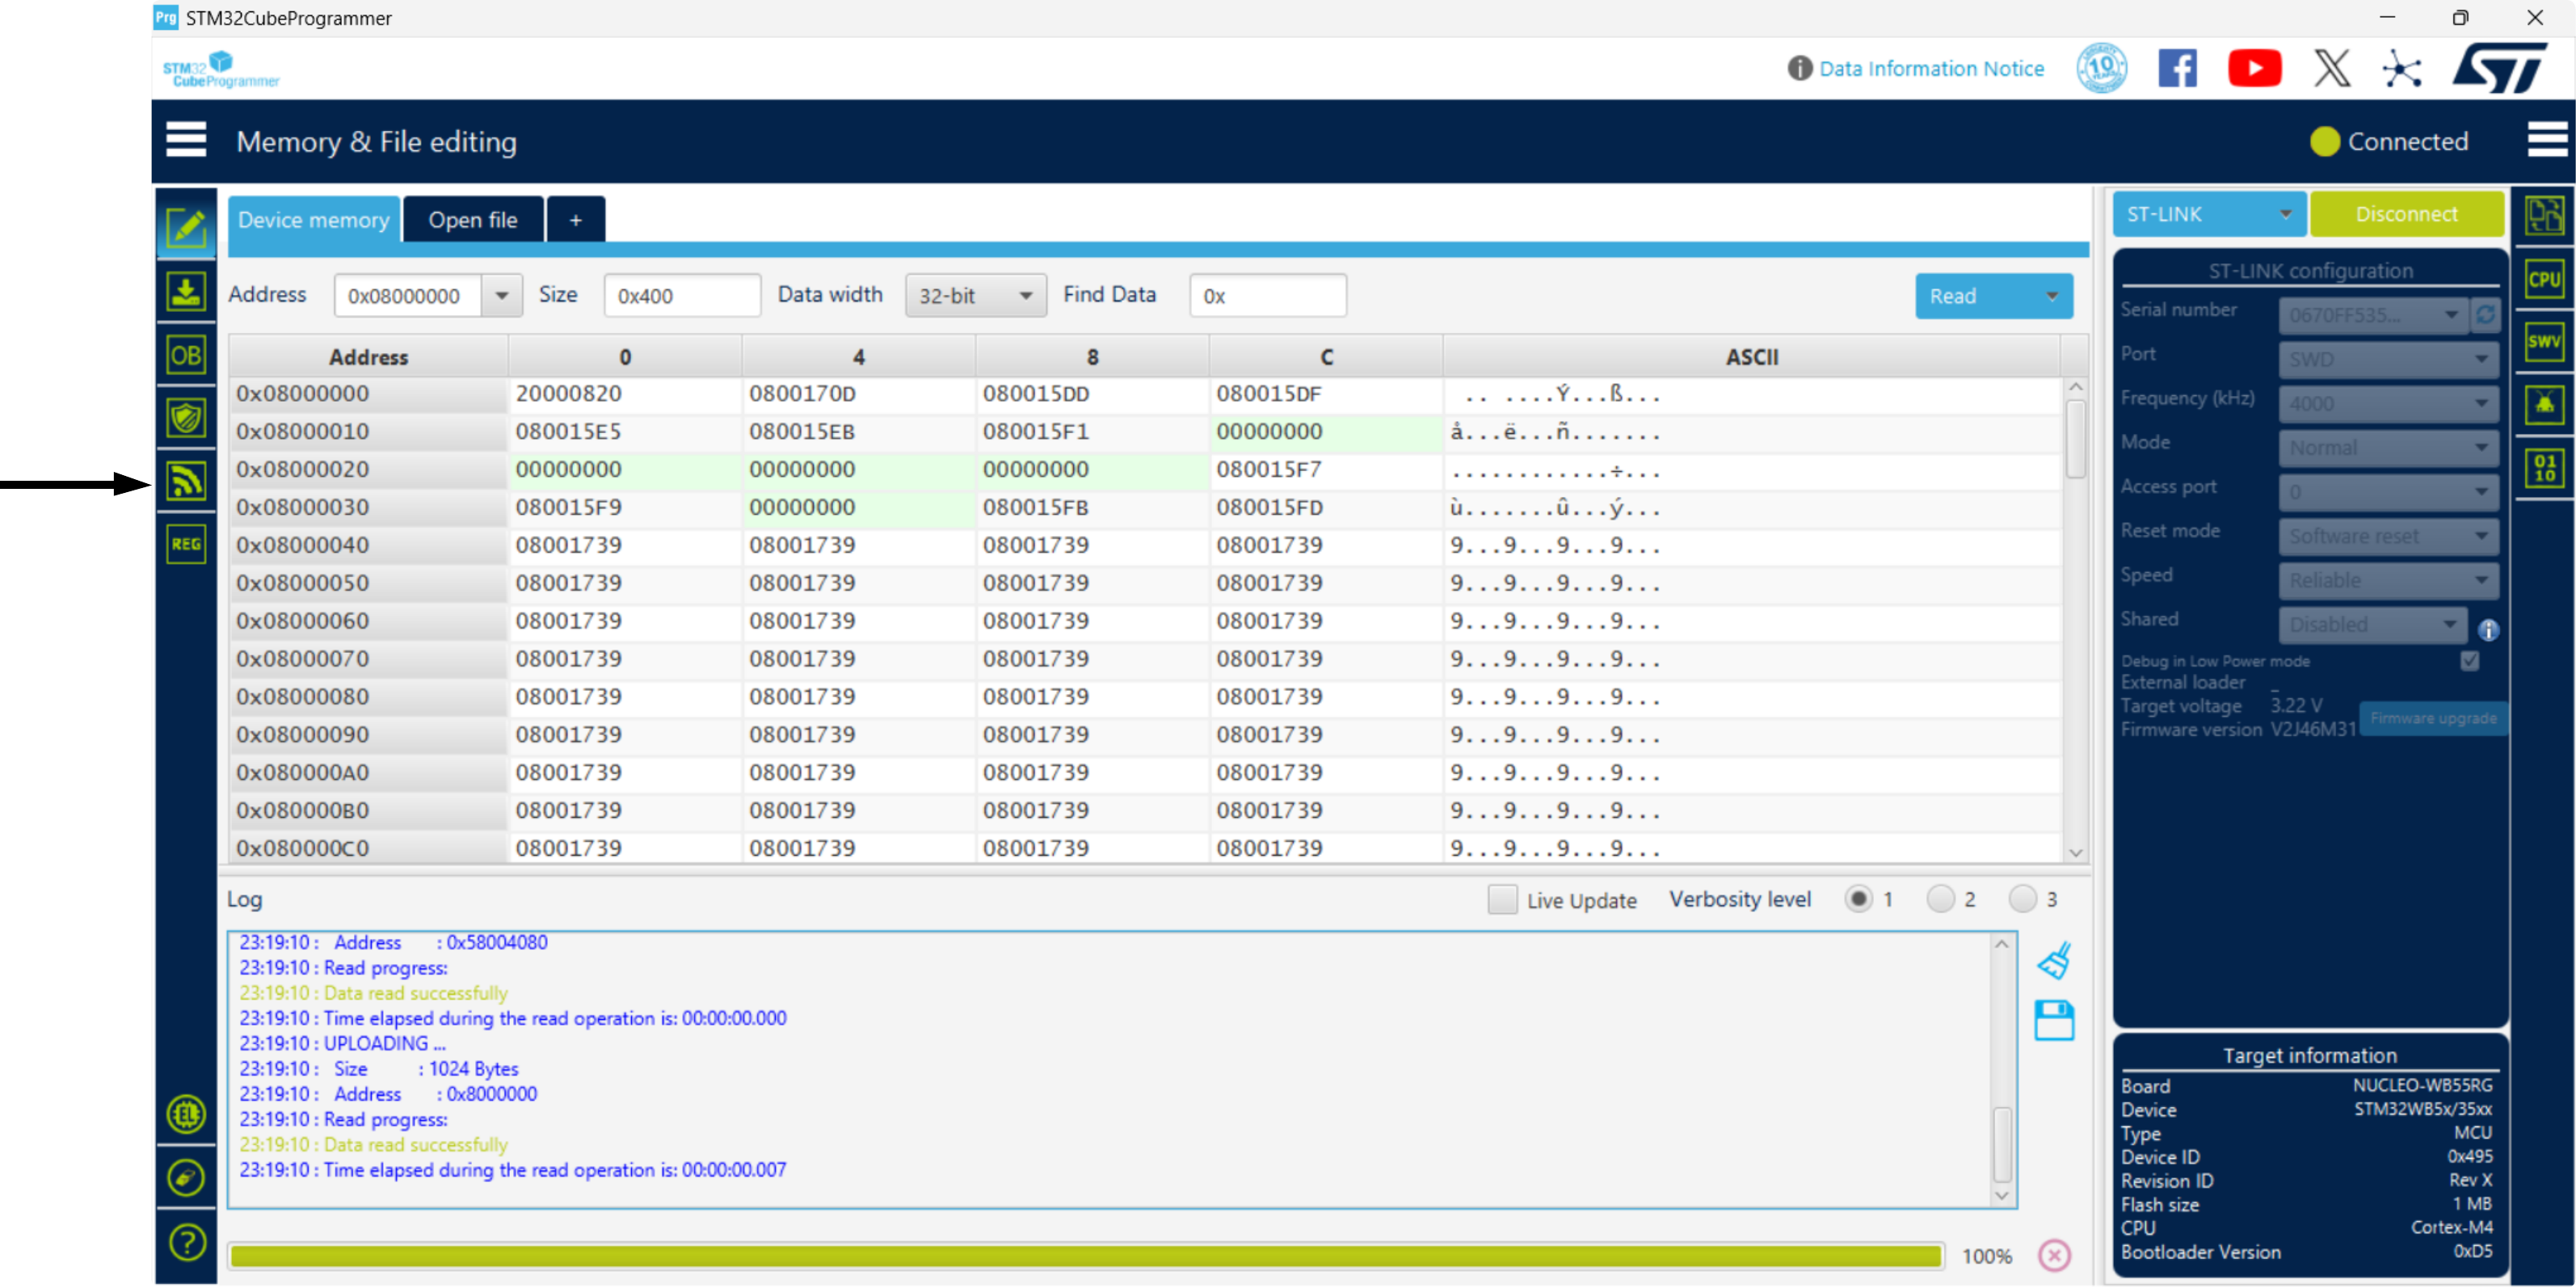 Prg STM32CubeProgrammer
STM32 CubeProgrammer
Data Information Notice
10 YEARS
ST
Memory & File editing
Connected
Device memory Open file +
Address 0x08000000 Size 0x400 Data width 32-bit Find Data 0x Read
Address 0 4 8 C ASCII
0x08000000 20000820 0800170D 080015DD 080015DF .. ....Ý...ß...
0x08000010 080015E5 080015EB 080015F1 00000000 å...ë...ñ.......
0x08000020 00000000 00000000 00000000 080015F7 ............÷...
0x08000030 080015F9 00000000 080015FB 080015FD ù.......û...ý...
0x08000040 08001739 08001739 08001739 08001739 9...9...9...9...
0x08000050 08001739 08001739 08001739 08001739 9...9...9...9...
0x08000060 08001739 08001739 08001739 08001739 9...9...9...9...
0x08000070 08001739 08001739 08001739 08001739 9...9...9...9...
0x08000080 08001739 08001739 08001739 08001739 9...9...9...9...
0x08000090 08001739 08001739 08001739 08001739 9...9...9...9...
0x080000A0 08001739 08001739 08001739 08001739 9...9...9...9...
0x080000B0 08001739 08001739 08001739 08001739 9...9...9...9...
0x080000C0 08001739 08001739 08001739 08001739 9...9...9...9...
OB
REG
Log Live Update Verbosity level 1 2 3
23:19:10 : Address : 0x58004080
23:19:10 : Read progress:
23:19:10 : Data read successfully
23:19:10 : Time elapsed during the read operation is: 00:00:00.000
23:19:10 : UPLOADING ...
23:19:10 : Size : 1024 Bytes
23:19:10 : Address : 0x8000000
23:19:10 : Read progress:
23:19:10 : Data read successfully
23:19:10 : Time elapsed during the read operation is: 00:00:00.007
100%
EL
?
ST-LINK Disconnect
ST-LINK configuration
Serial number 0670FF535...
Port SWD
Frequency (kHz) 4000
Mode Normal
Access port 0
Reset mode Software reset
Speed Reliable
Shared Disabled
Debug in Low Power mode
External loader _
Target voltage 3.22 V
Firmware version V2J46M31 Firmware upgrade
Target information
Board NUCLEO-WB55RG
Device STM32WB5x/35xx
Type MCU
Device ID 0x495
Revision ID Rev X
Flash size 1 MB
CPU Cortex-M4
Bootloader Version 0xD5
CPU
SWV
01
10